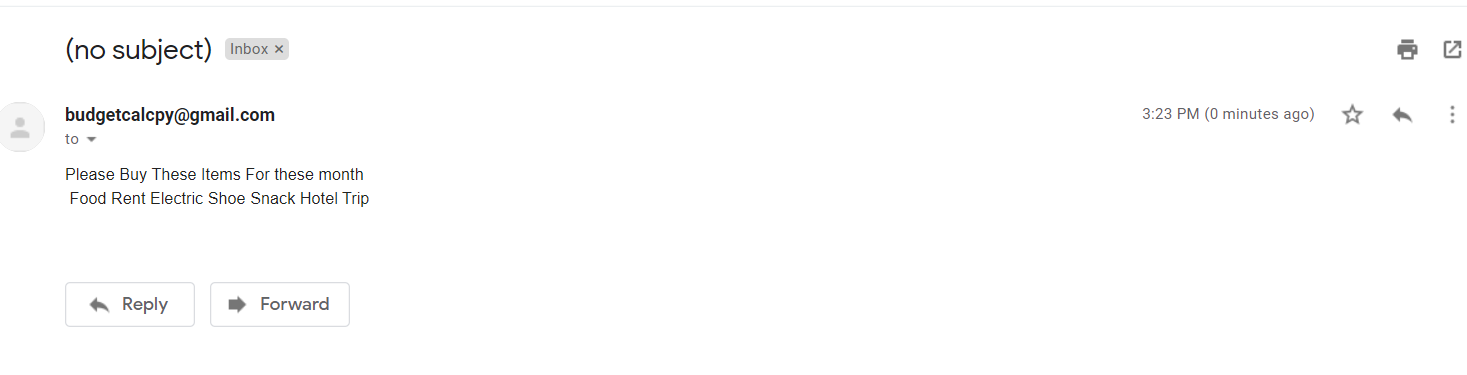 (no subject) Inbox ×
budgetcalcpy@gmail.com 3:23 PM (0 minutes ago)
to
Please Buy These Items For these month
Food Rent Electric Shoe Snack Hotel Trip
Reply Forward